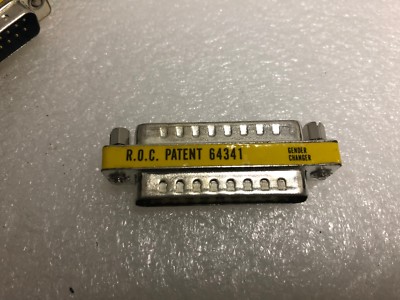 R.O.C. PATENT 64341
GENDER
CHANGER